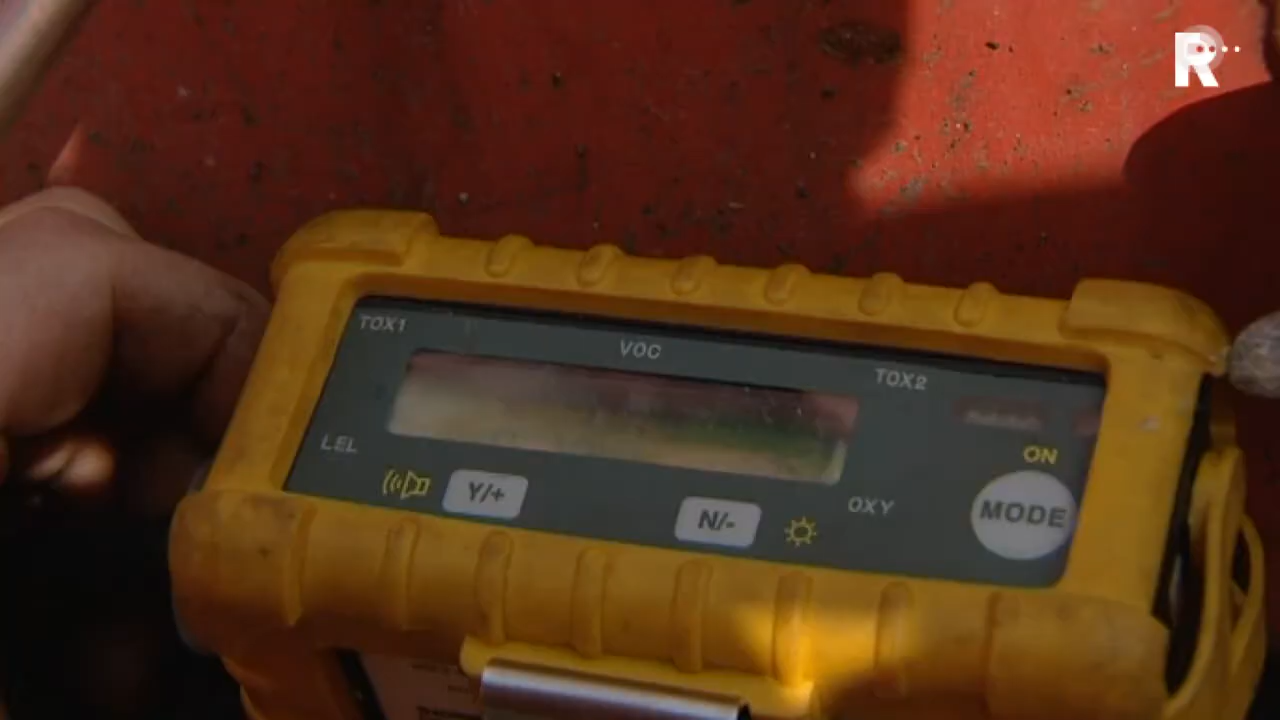 R
TOX1
VOC
TOX2
LEL
ON
Y/+
N/-
OXY
MODE